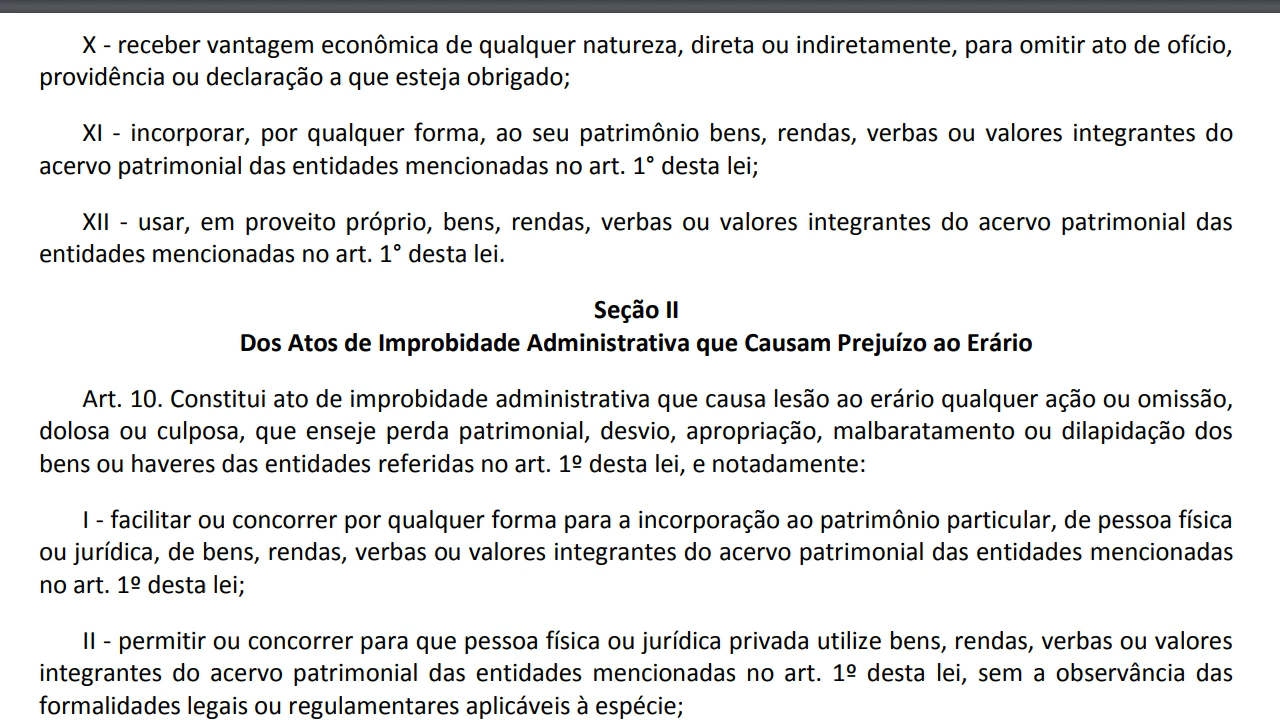 X - receber vantagem econômica de qualquer natureza, direta ou indiretamente, para omitir ato de ofício,
providência ou declaração a que esteja obrigado;
XI - incorporar, por qualquer forma, ao seu patrimônio bens, rendas, verbas ou valores integrantes do
acervo patrimonial das entidades mencionadas no art. 1° desta lei;
XII - usar, em proveito próprio, bens, rendas, verbas ou valores integrantes do acervo patrimonial das
entidades mencionadas no art. 1° desta lei.
Seção II
Dos Atos de Improbidade Administrativa que Causam Prejuízo ao Erário
Art. 10. Constitui ato de improbidade administrativa que causa lesão ao erário qualquer ação ou omissão,
dolosa ou culposa, que enseje perda patrimonial, desvio, apropriação, malbaratamento ou dilapidação dos
bens ou haveres das entidades referidas no art. 1º desta lei, e notadamente:
I - facilitar ou concorrer por qualquer forma para a incorporação ao patrimônio particular, de pessoa física
ou jurídica, de bens, rendas, verbas ou valores integrantes do acervo patrimonial das entidades mencionadas
no art. 1º desta lei;
II - permitir ou concorrer para que pessoa física ou jurídica privada utilize bens, rendas, verbas ou valores
integrantes do acervo patrimonial das entidades mencionadas no art. 1º desta lei, sem a observância das
formalidades legais ou regulamentares aplicáveis à espécie;